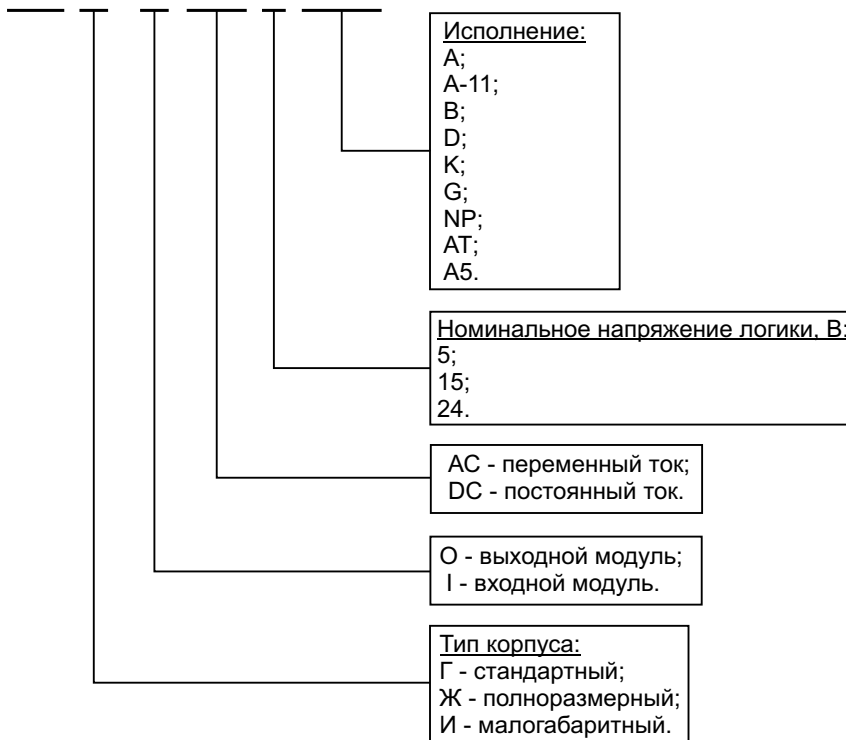 Исполнение:
А;
А-11;
В;
D;
K;
G;
NP;
AT;
A5.
Номинальное напряжение логики, В:
5;
15;
24.
AC - переменный ток;
DC - постоянный ток.
O - выходной модуль;
I - входной модуль.
Тип корпуса:
Г - стандартный;
Ж - полноразмерный;
И - малогабаритный.